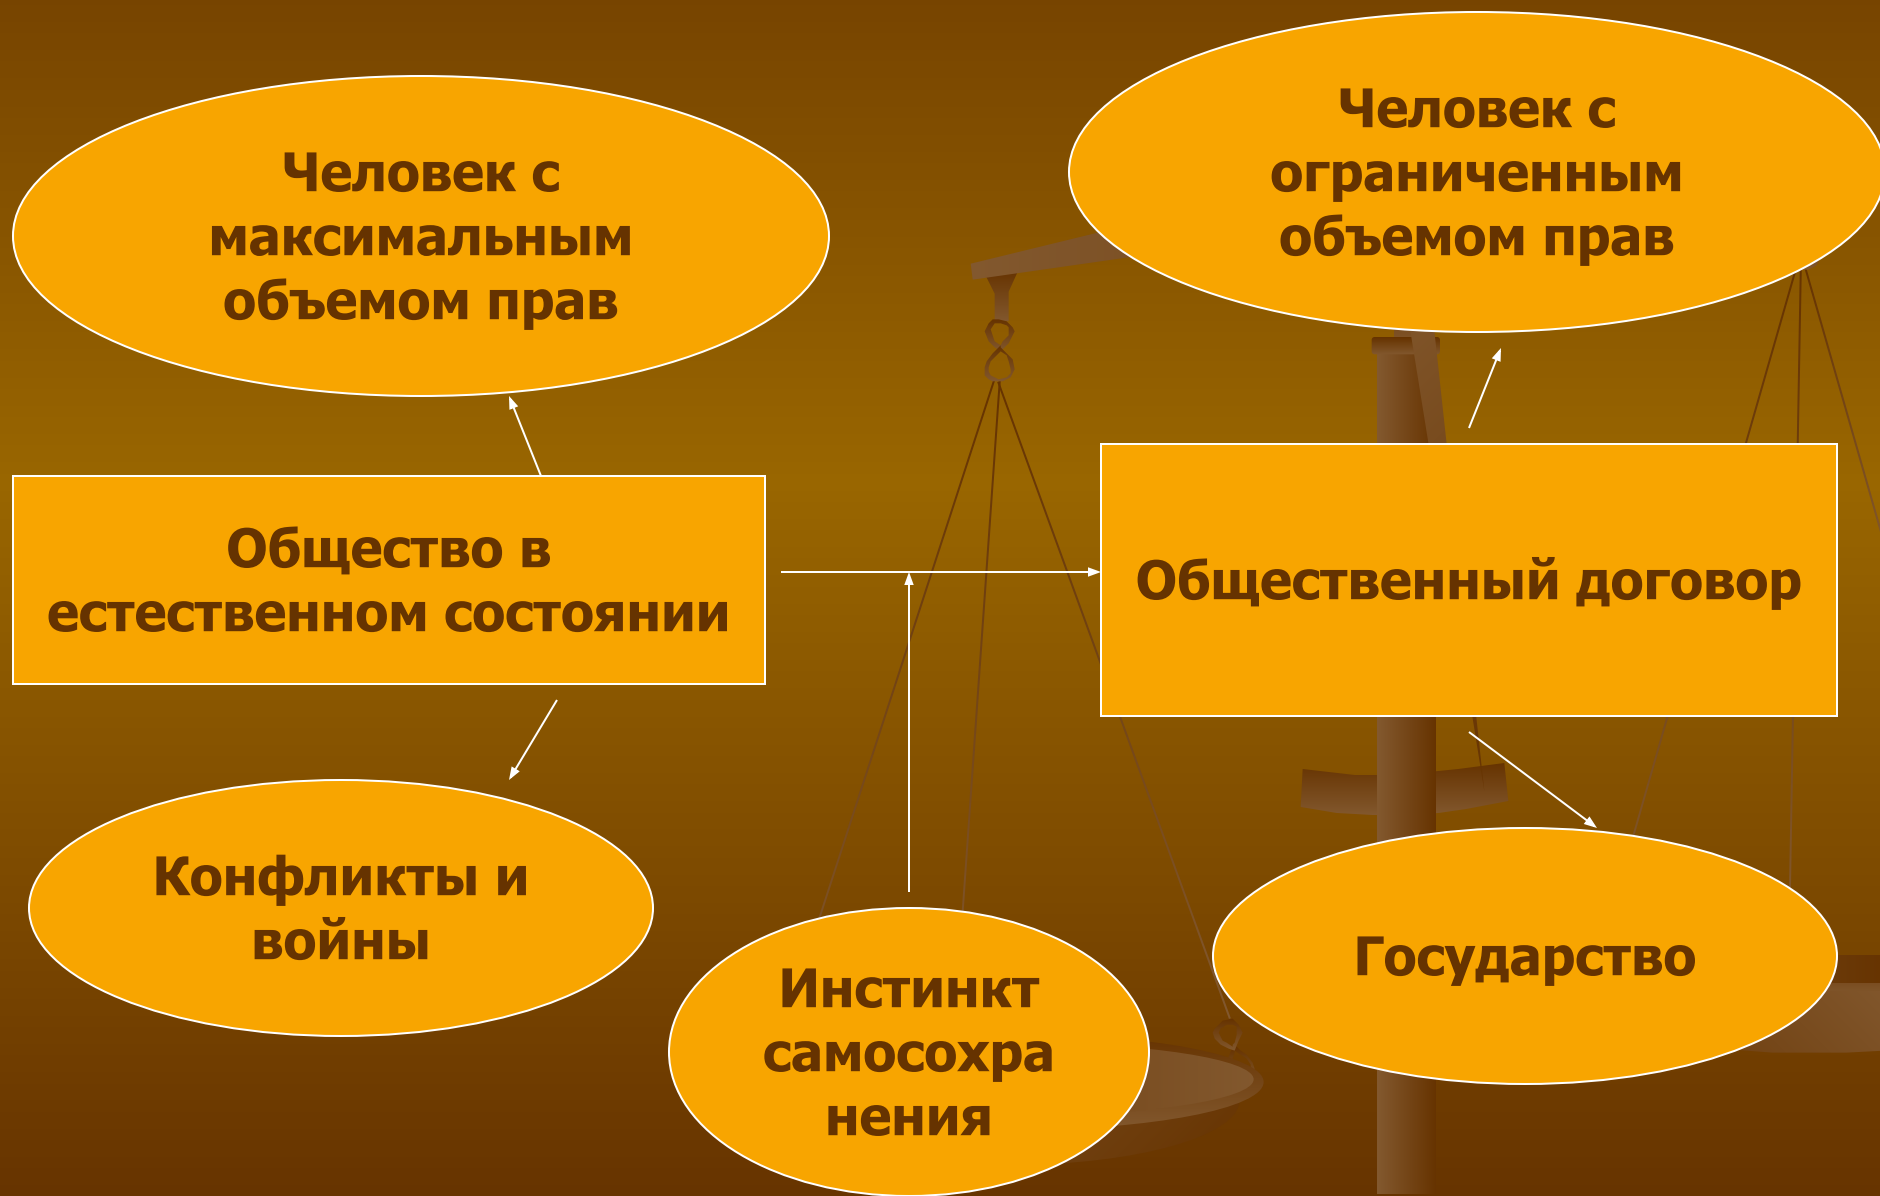 Человек с
максимальным
объемом прав
Человек с
ограниченным
объемом прав
Общество в
естественном состоянии
Общественный договор
Конфликты и
войны
Инстинкт
самосохра
нения
Государство